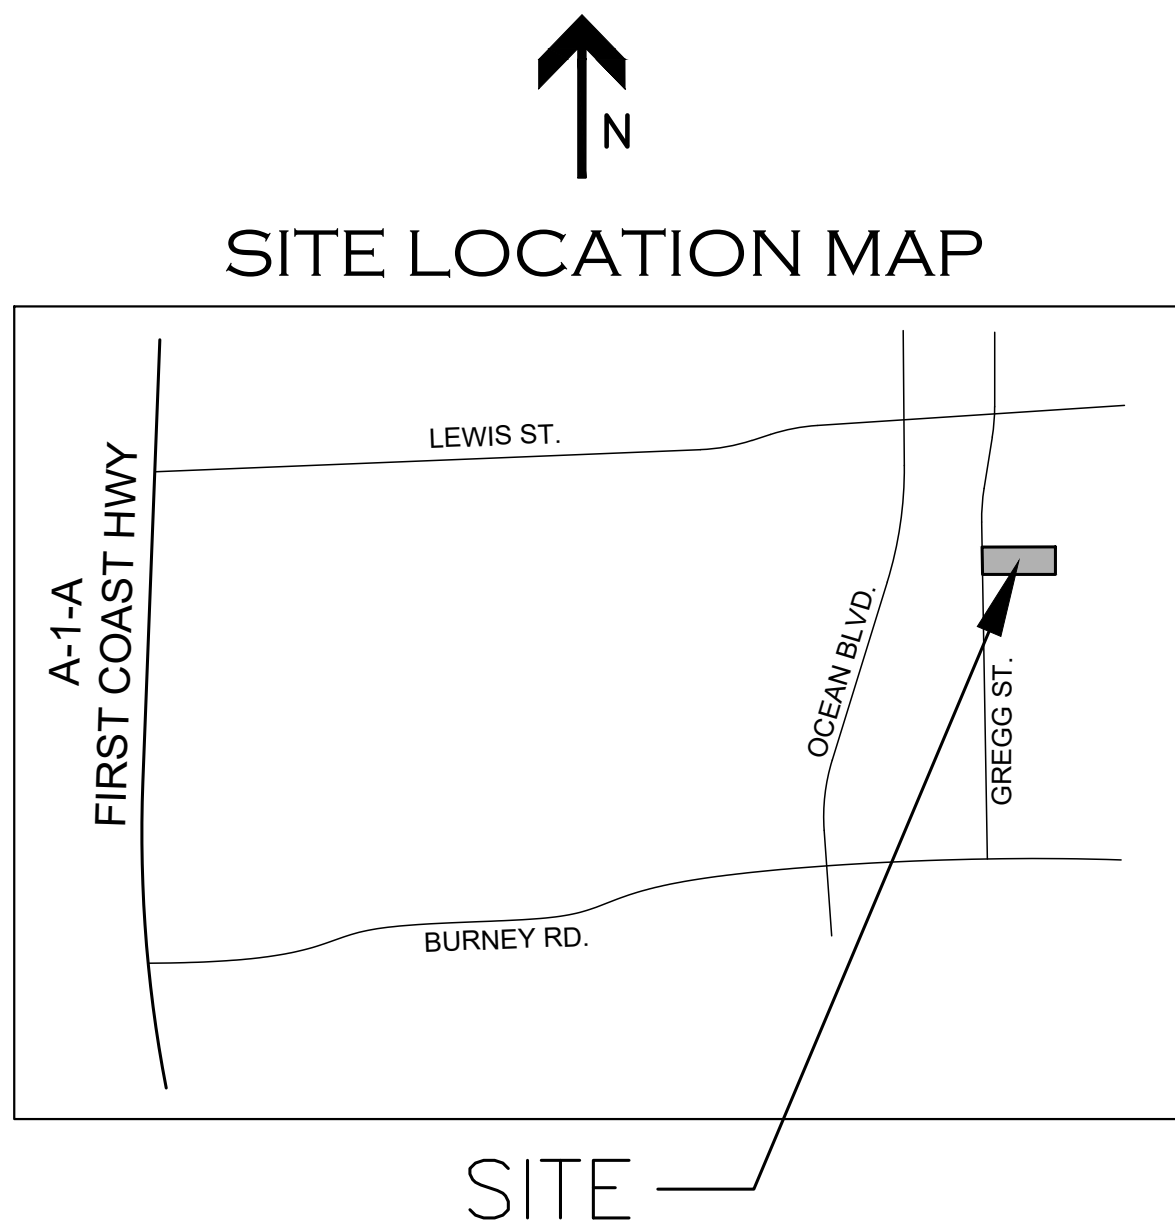 N
SITE LOCATION MAP
LEWIS ST.
A-1-A
FIRST COAST HWY
OCEAN BLVD.
GREGG ST.
BURNEY RD.
SITE